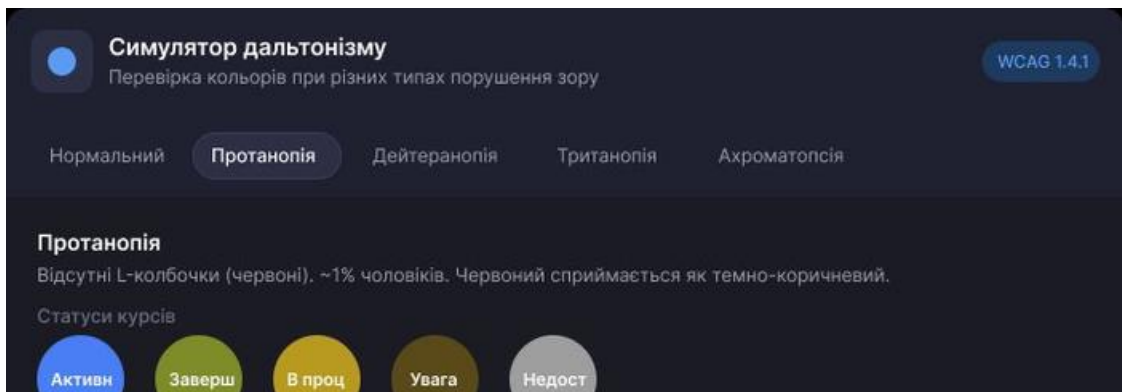 Симулятор дальтонізму
Перевірка кольорів при різних типах порушення зору
WCAG 1.4.1
Нормальний Протанопія Дейтеранопія Тританопія Ахроматопсія
Протанопія
Відсутні L-колбочки (червоні). ~1% чоловіків. Червоний сприймається як темно-коричневий.
Статуси курсів
Активн Заверш В проц Увага Недост